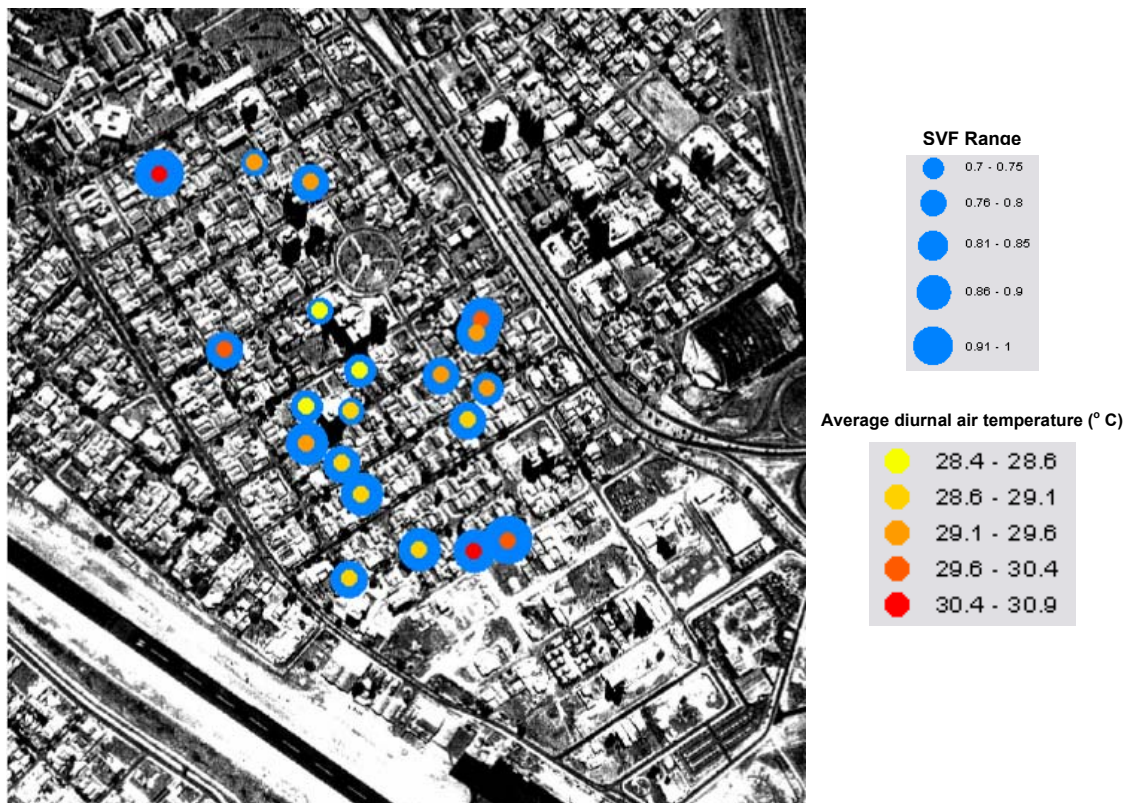 SVF Range
0.7 - 0.75
0.76 - 0.8
0.81 - 0.85
0.86 - 0.9
0.91 - 1
Average diurnal air temperature (° C)
28.4 - 28.6
28.6 - 29.1
29.1 - 29.6
29.6 - 30.4
30.4 - 30.9